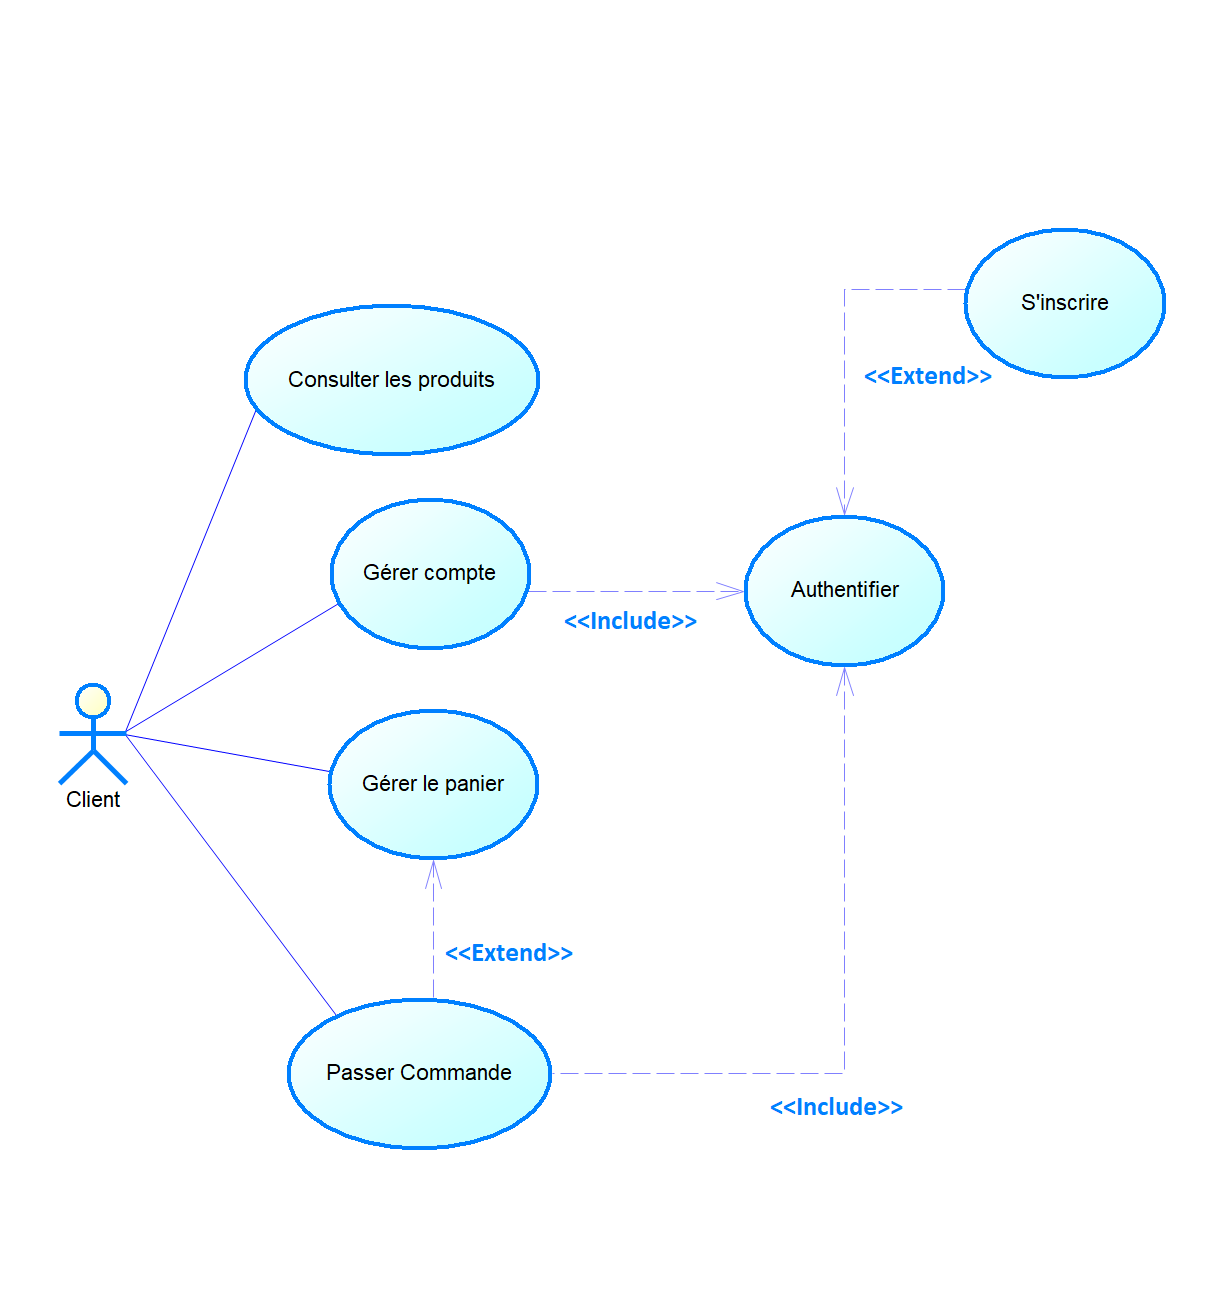 S'inscrire
<<Extend>>
Consulter les produits
Gérer compte
Authentifier
<<Include>>
Gérer le panier
Client
<<Extend>>
Passer Commande
<<Include>>